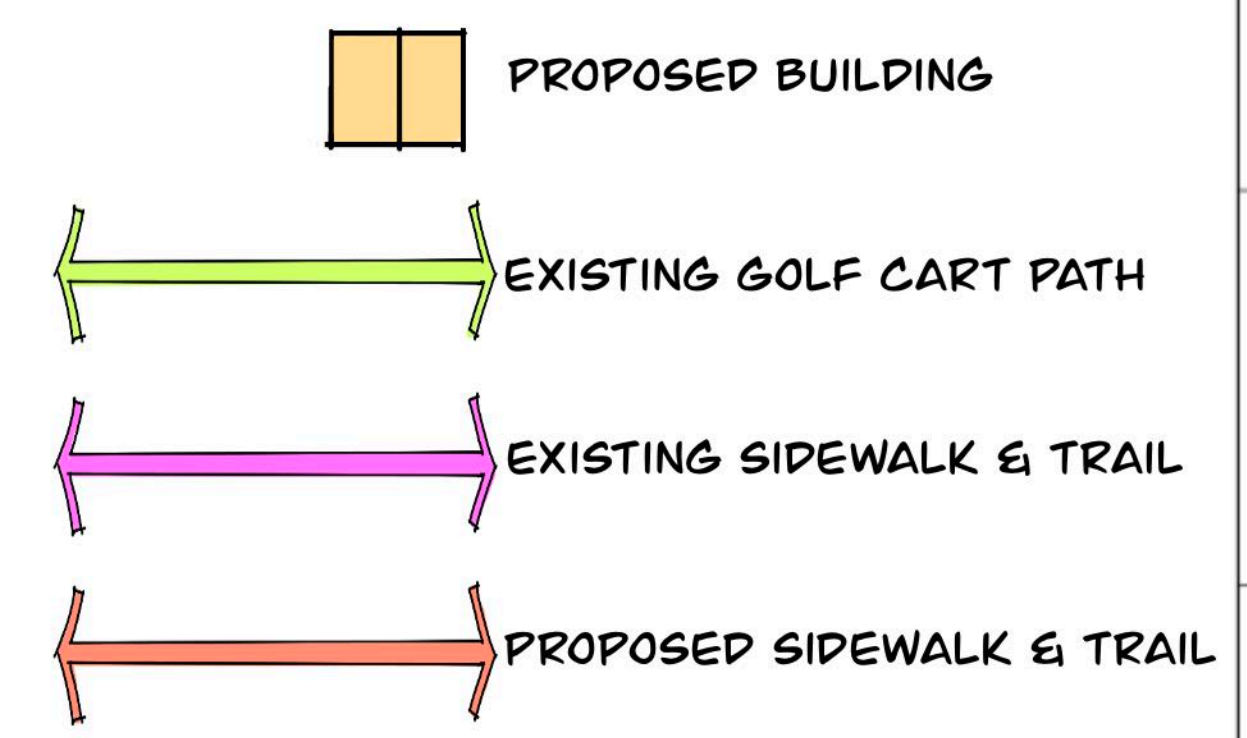 PROPOSED BUILDING
EXISTING GOLF CART PATH
EXISTING SIDEWALK & TRAIL
PROPOSED SIDEWALK & TRAIL